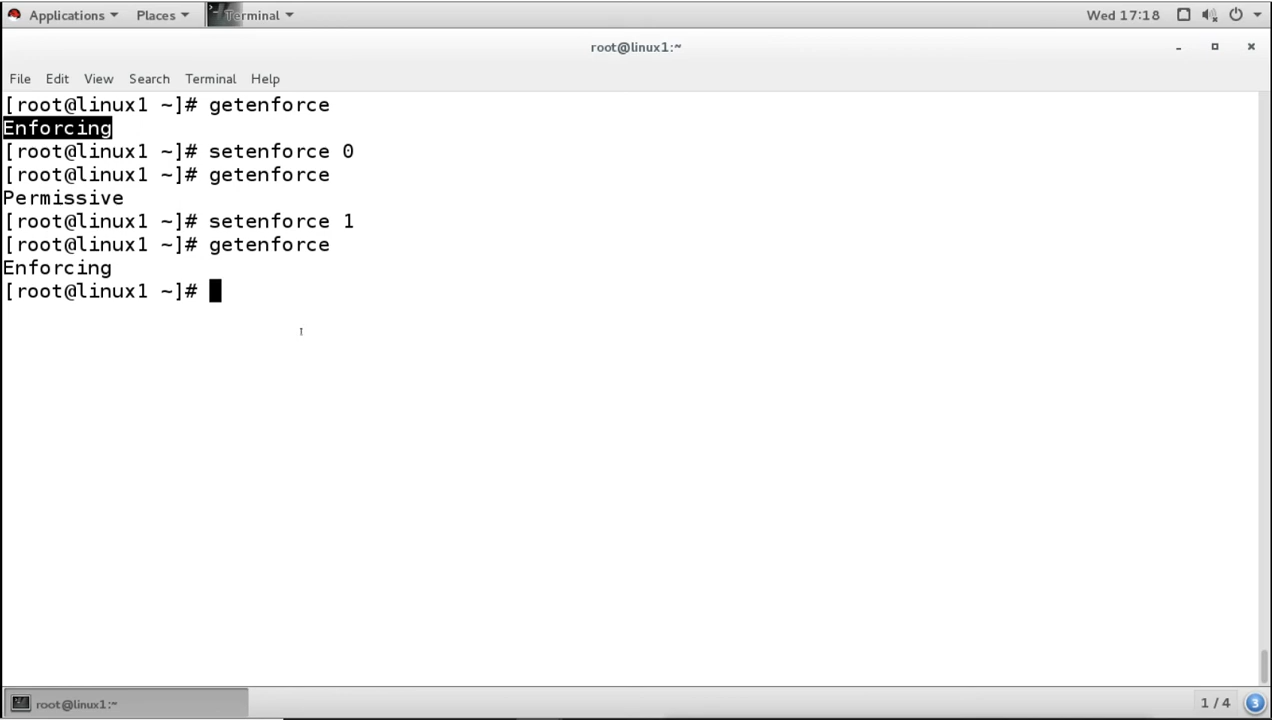 Applications Places Terminal Wed 17:18
root@linux1:~
File Edit View Search Terminal Help
[root@linux1 ~]# getenforce
Enforcing
[root@linux1 ~]# setenforce 0
[root@linux1 ~]# getenforce
Permissive
[root@linux1 ~]# setenforce 1
[root@linux1 ~]# getenforce
Enforcing
[root@linux1 ~]#
root@linux1:~ 1 / 4 3